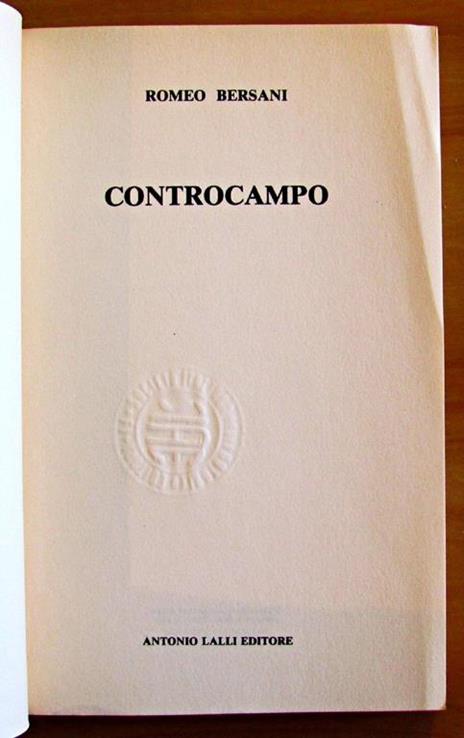 ROMEO BERSANI
CONTROCAMPO
ANTONIO LALLI EDITORE